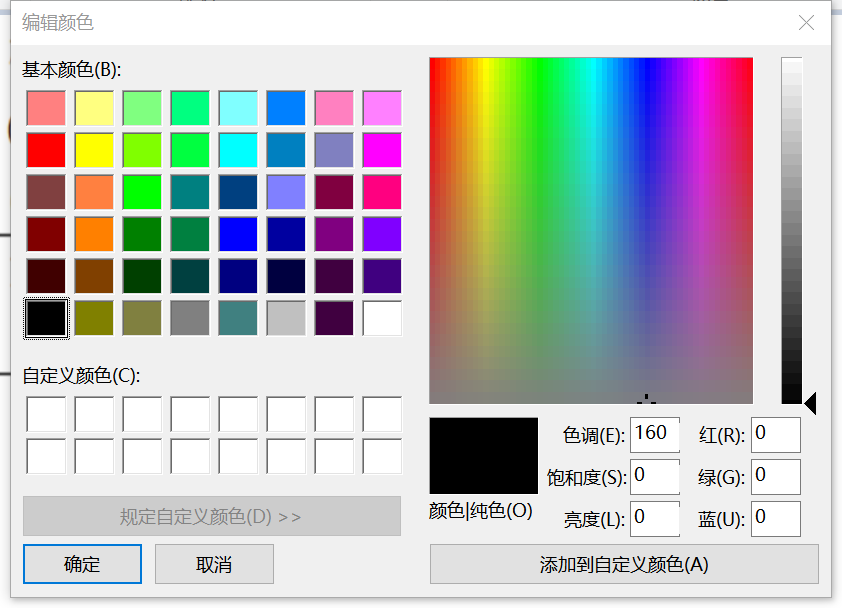 编辑颜色
基本颜色(B):
自定义颜色(C):
规定自定义颜色(D) >>
确定
取消
颜色|纯色(O)
色调(E): 160
饱和度(S): 0
亮度(L): 0
红(R): 0
绿(G): 0
蓝(U): 0
添加到自定义颜色(A)